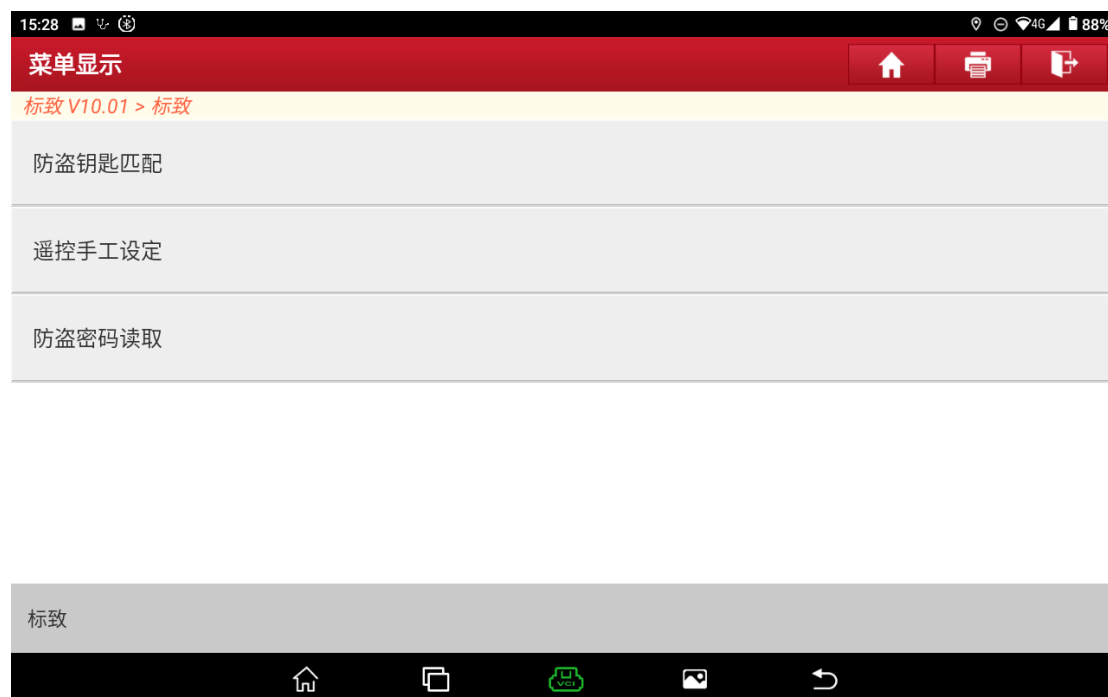 15:28 4G 88%
菜单显示
标致 V10.01 > 标致
防盗钥匙匹配
遥控手工设定
防盗密码读取
标致
VCI